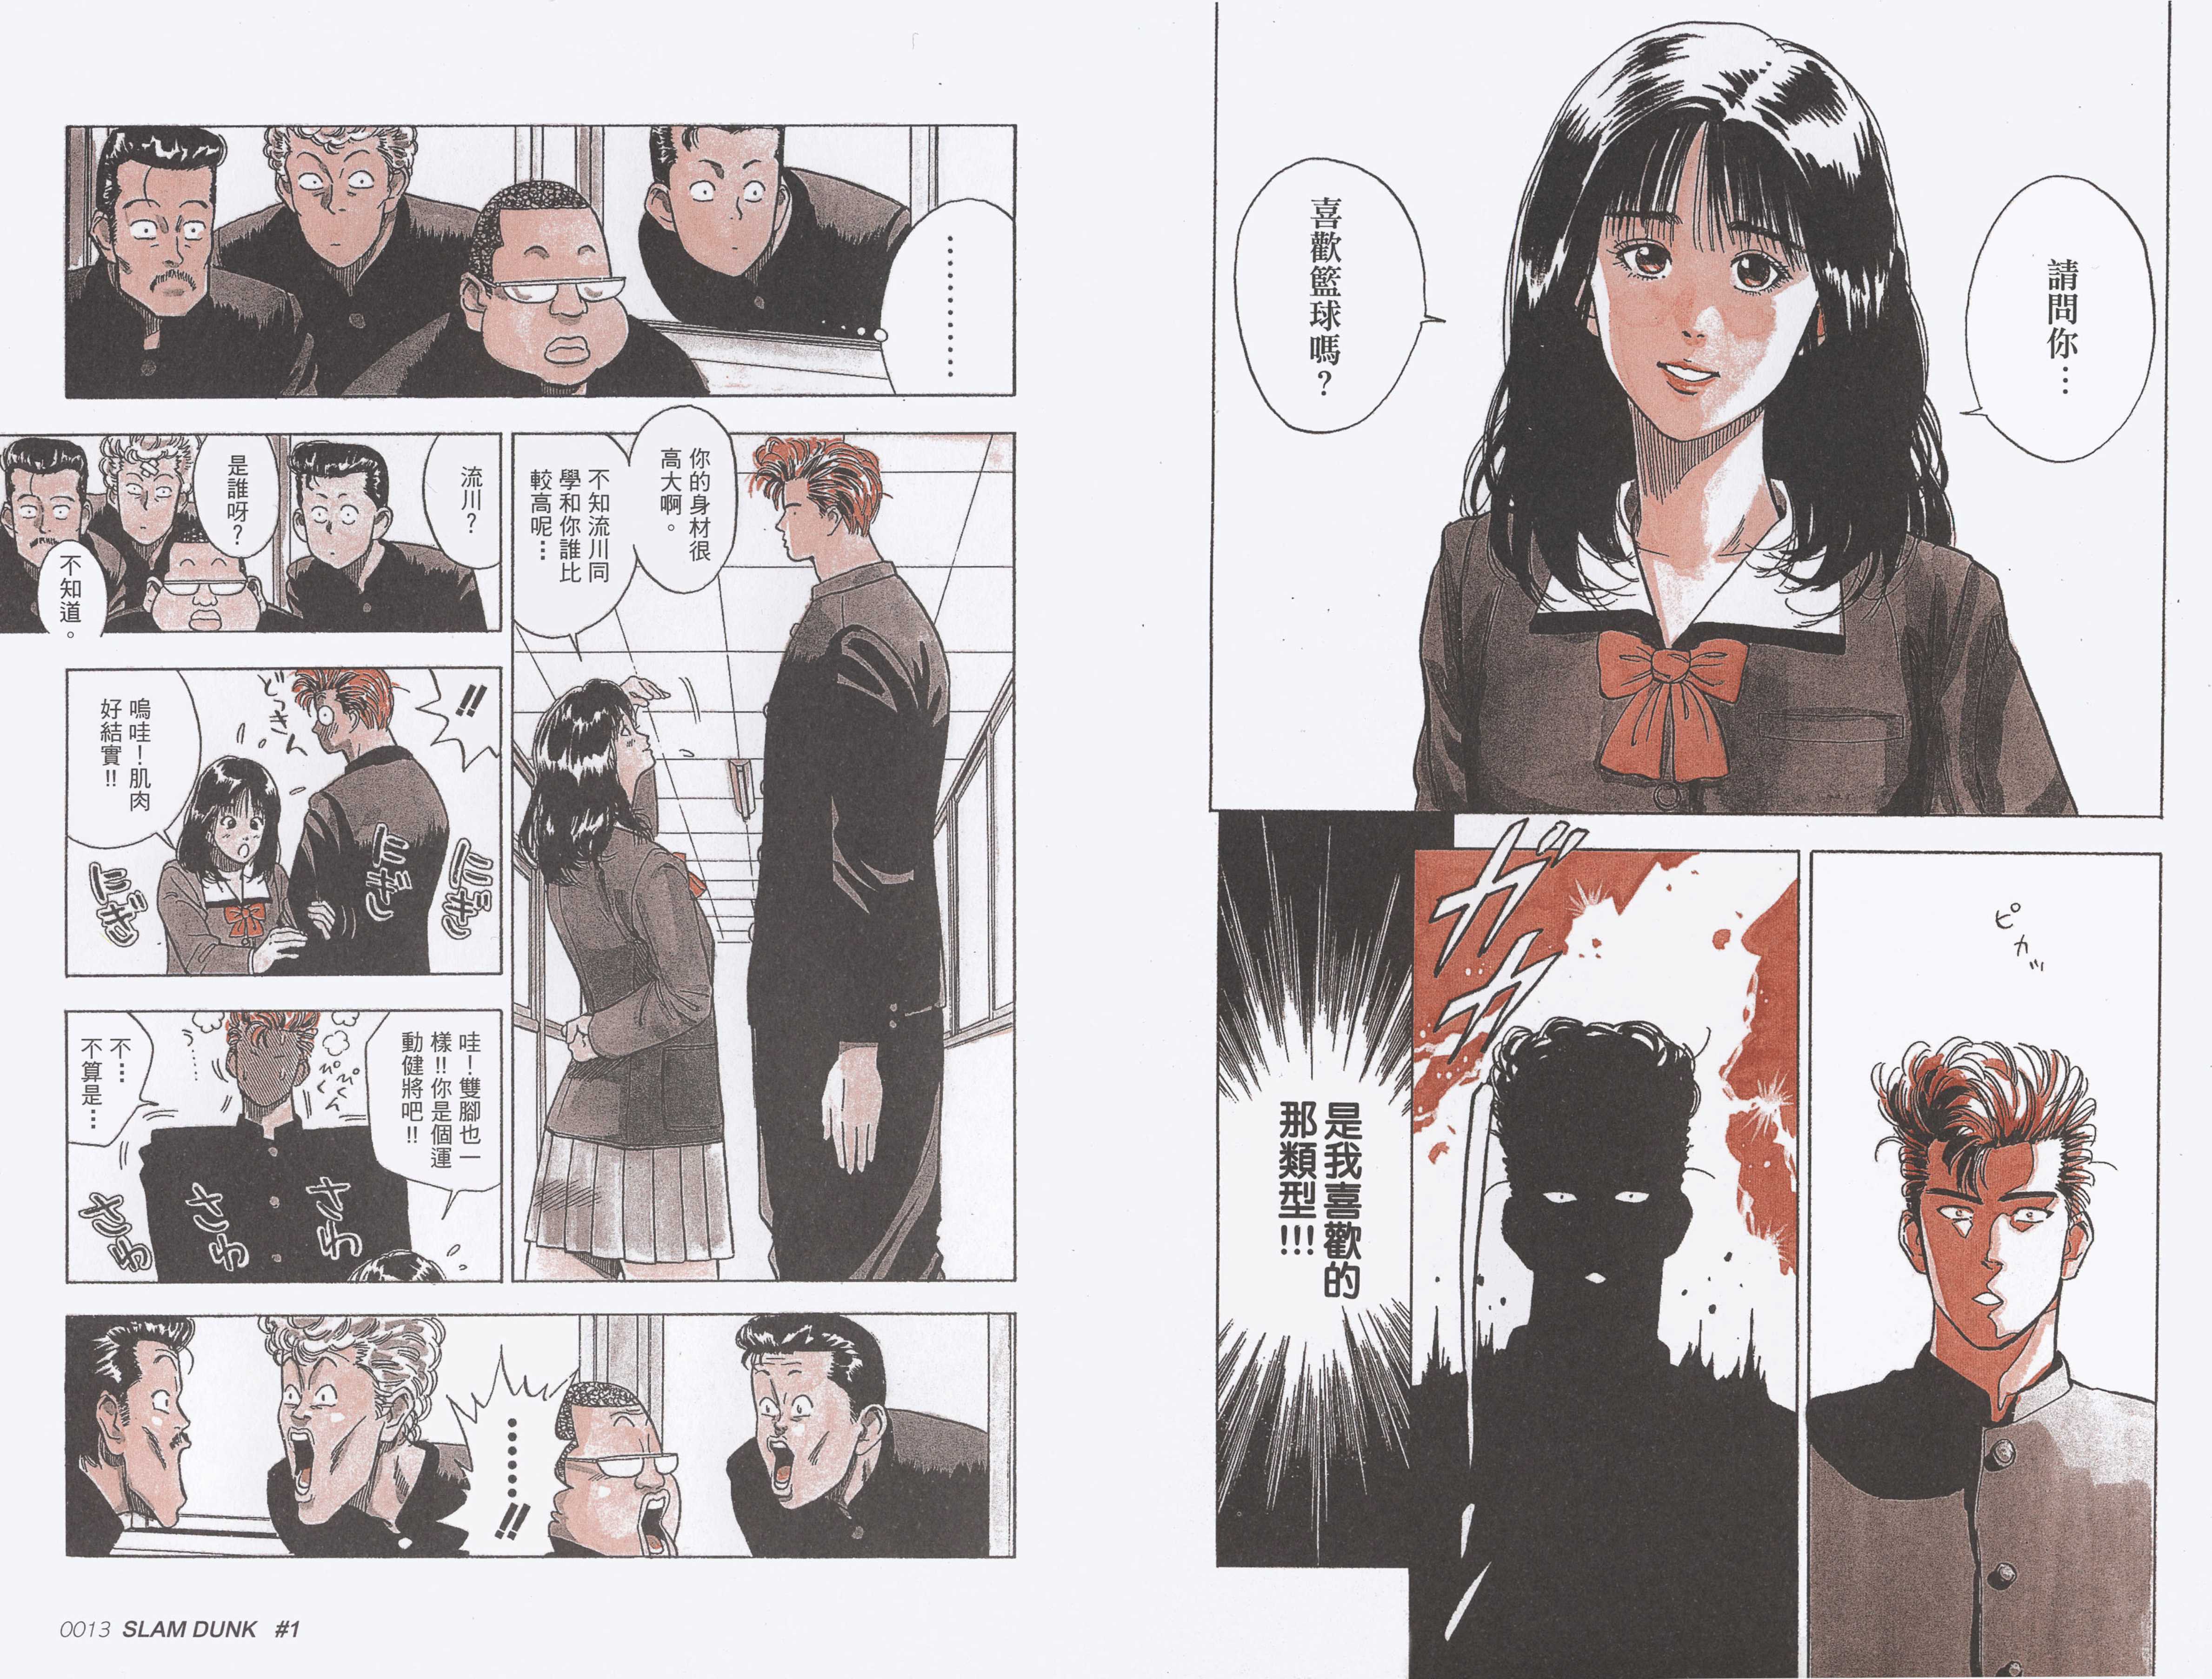 請問你…
喜歡籃球嗎？
ピカッ
ガガ
是我喜歡的
那類型!!!
…………
你的身材很
高大啊。
不知流川同
學和你誰比
較高呢…
流川？
是誰呀？
不知道。
!!
どっきん
嗚哇！肌肉
好結實!!
にぎ
にぎ
にぎ
哇！雙腳也一
樣!!你是個運
動健將吧!!
不…
不算是…
さわ
さわ
さわ
……!!
0013 SLAM DUNK #1